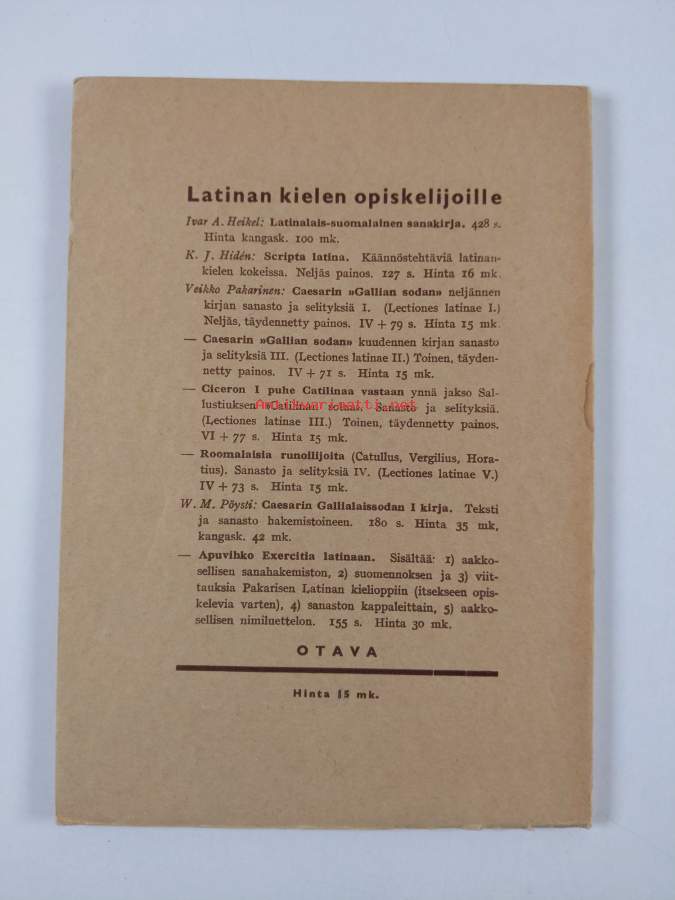 Latinan kielen opiskelijoille
Ivar A. Heikel: Latinalais-suomalainen sanakirja. 428 s.
Hinta kangask. 100 mk.
K. J. Hidén: Scripta latina. Käännöstehtäviä latinan-
kielen kokeissa. Neljäs painos. 127 s. Hinta 16 mk.
Veikko Pakarinen: Caesarin »Gallian sodan» neljännen
kirjan sanasto ja selityksiä I. (Lectiones latinae I.)
Neljäs, täydennetty painos. IV + 79 s. Hinta 15 mk.
— Caesarin »Gallian sodan» kuudennen kirjan sanasto
ja selityksiä III. (Lectiones latinae II.) Toinen, täyden-
netty painos. IV + 71 s. Hinta 15 mk.
— Ciceron I puhe Catilinaa vastaan ynnä jakso Sal-
lustiuksen »Catilinan sotaa». Sanasto ja selityksiä.
Antikvariaatti.net
(Lectiones latinae III.) Toinen, täydennetty painos.
VI + 77 s. Hinta 15 mk.
— Roomalaisia runoilijoita (Catullus, Vergilius, Hora-
tius). Sanasto ja selityksiä IV. (Lectiones latinae V.)
IV + 73 s. Hinta 15 mk.
W. M. Pöysti: Caesarin Gallialaissodan I kirja. Teksti
ja sanasto hakemistoineen. 180 s. Hinta 35 mk,
kangask. 42 mk.
— Apuvihko Exercitia latinaan. Sisältää: 1) aakko-
sellisen sanahakemiston, 2) suomennoksen ja 3) viit-
tauksia Pakarisen Latinan kielioppiin (itsekseen opis-
kelevia varten), 4) sanaston kappaleittain, 5) aakko-
sellisen nimiluettelon. 155 s. Hinta 30 mk.
OTAVA
Hinta 15 mk.